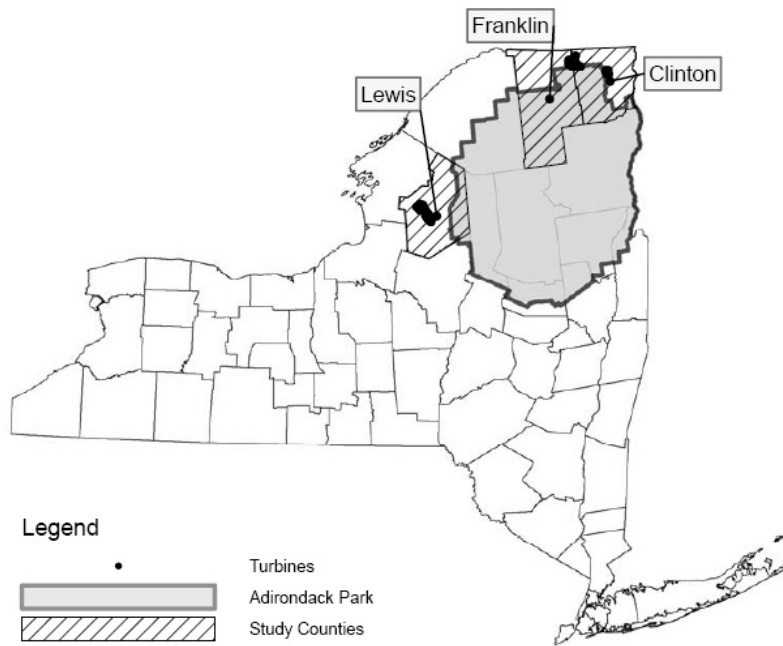 Franklin
Clinton
Lewis
Legend
Turbines
Adirondack Park
Study Counties